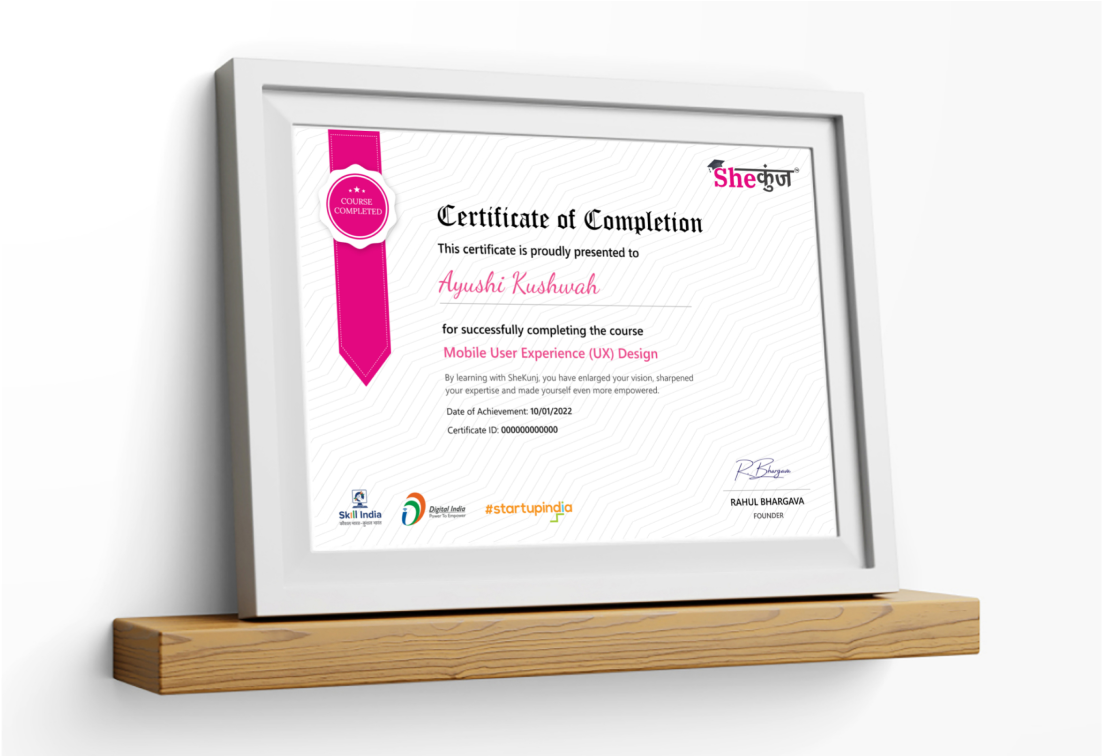 COURSE
COMPLETED
Sheकुंज
Certificate of Completion
This certificate is proudly presented to
Ayushi Kushwah
for successfully completing the course
Mobile User Experience (UX) Design
By learning with SheKunj, you have enlarged your vision, sharpened
your expertise and made yourself even more empowered.
Date of Achievement: 10/01/2022
Certificate ID: 000000000000
R Bhargava
RAHUL BHARGAVA
FOUNDER
Skill India
कौशल भारत - कुशल भारत
Digital India
Power To Empower
#startupindia